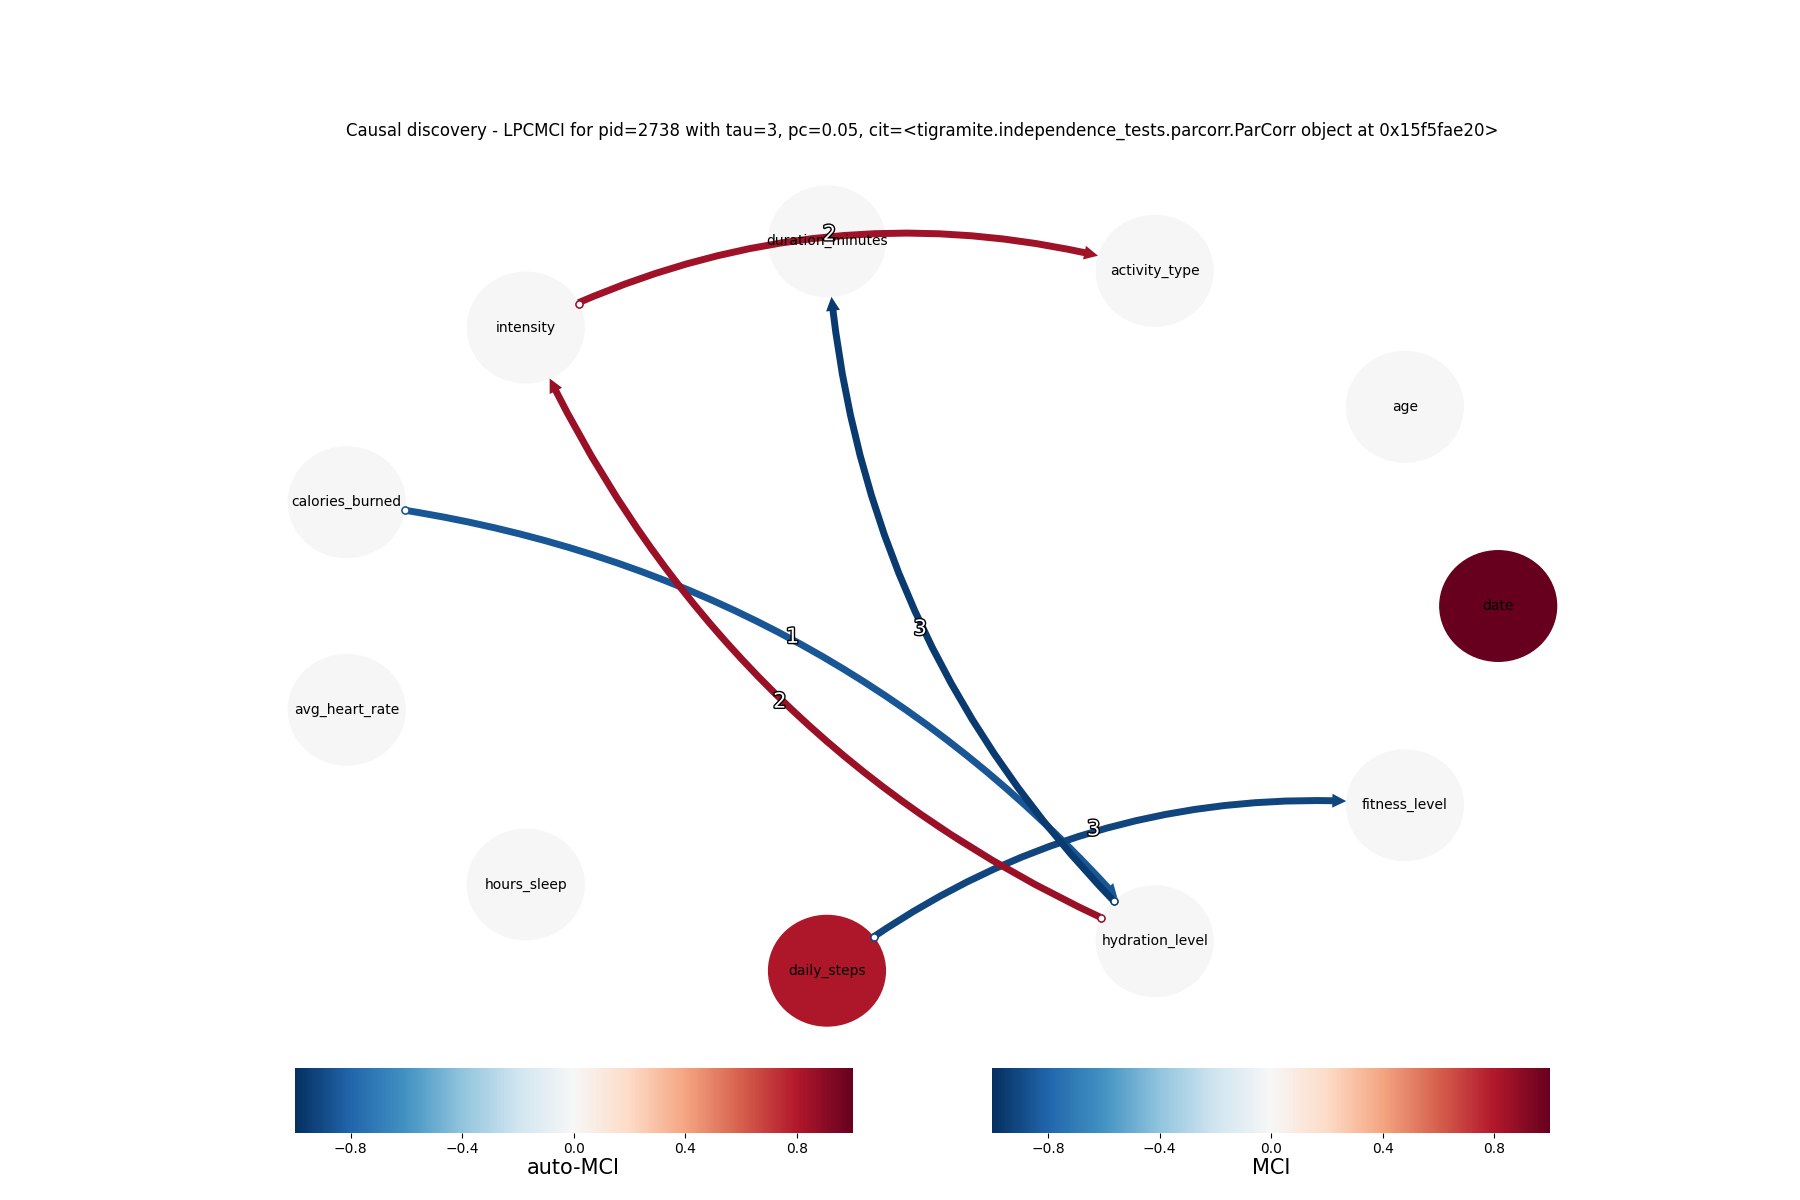 Causal discovery - LPCMCI for pid=2738 with tau=3, pc=0.05, cit=<tigramite.independence_tests.parcorr.ParCorr object at 0x15f5fae20>
2
duration_minutes
activity_type
intensity
age
calories_burned
date
3
1
2
avg_heart_rate
fitness_level
3
hours_sleep
hydration_level
daily_steps
−0.8 −0.4 0.0 0.4 0.8
auto-MCI
−0.8 −0.4 0.0 0.4 0.8
MCI